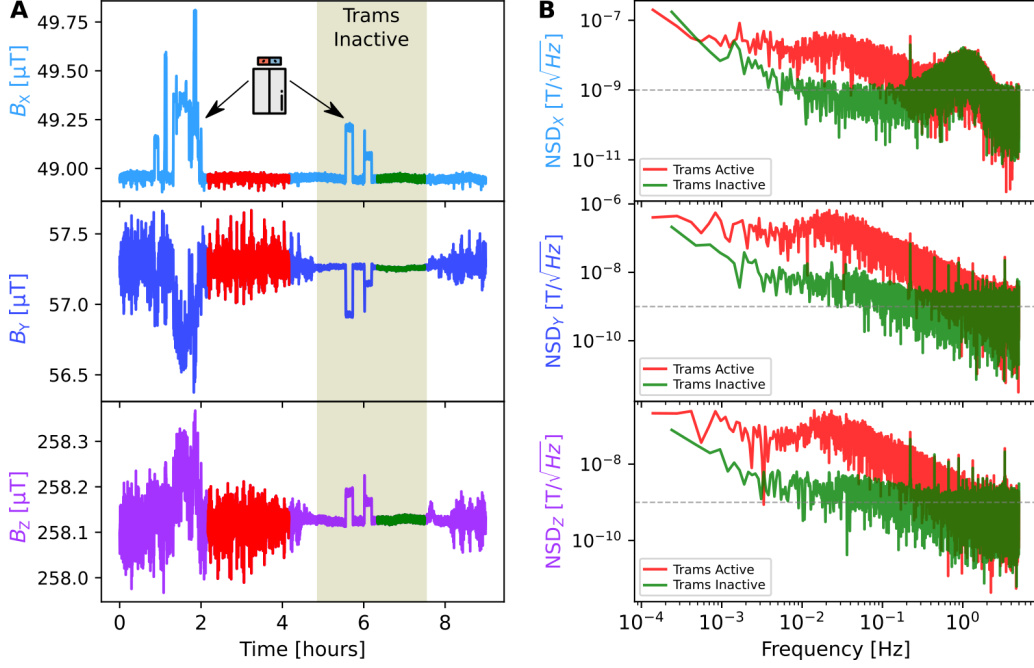 A
49.75
49.50
49.25
49.00
B_X [μT]
Trams
Inactive
57.5
57.0
56.5
B_Y [μT]
258.3
258.2
258.1
258.0
B_Z [μT]
0 2 4 6 8
Time [hours]
B
10^-7
10^-9
10^-11
NSD_X [T/√Hz]
Trams Active
Trams Inactive
10^-6
10^-8
10^-10
NSD_Y [T/√Hz]
Trams Active
Trams Inactive
10^-8
10^-10
NSD_Z [T/√Hz]
Trams Active
Trams Inactive
10^-4 10^-3 10^-2 10^-1 10^0
Frequency [Hz]